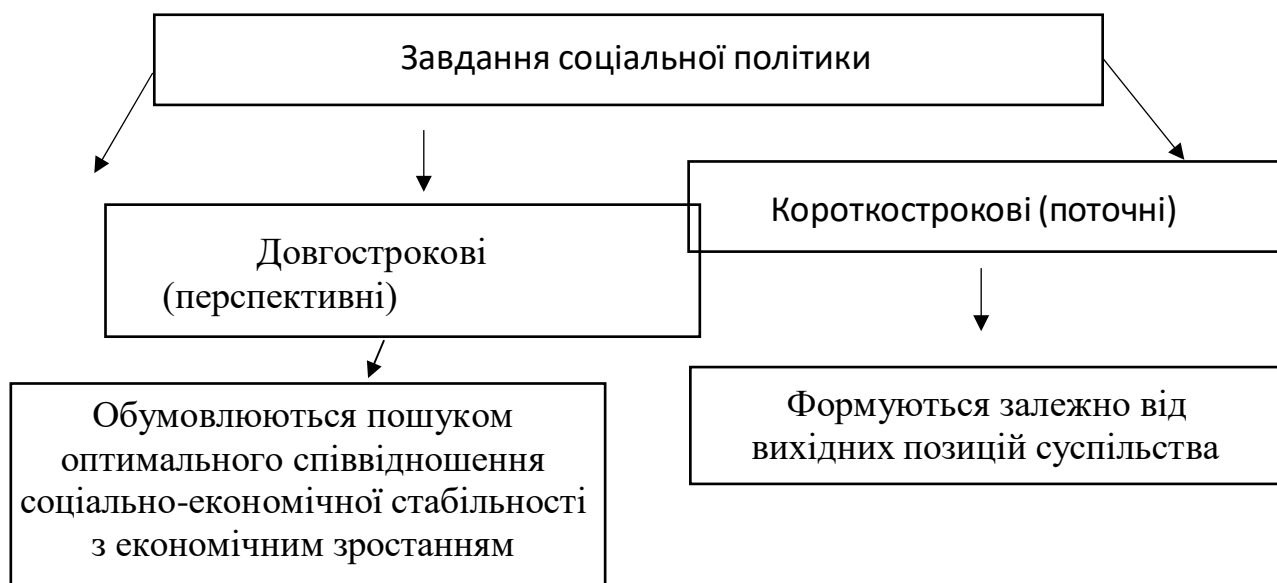 Завдання соціальної політики
Довгострокові
(перспективні)
Короткострокові (поточні)
Обумовлюються пошуком
оптимального співвідношення
соціально-економічної стабільності
з економічним зростанням
Формуються залежно від
вихідних позицій суспільства